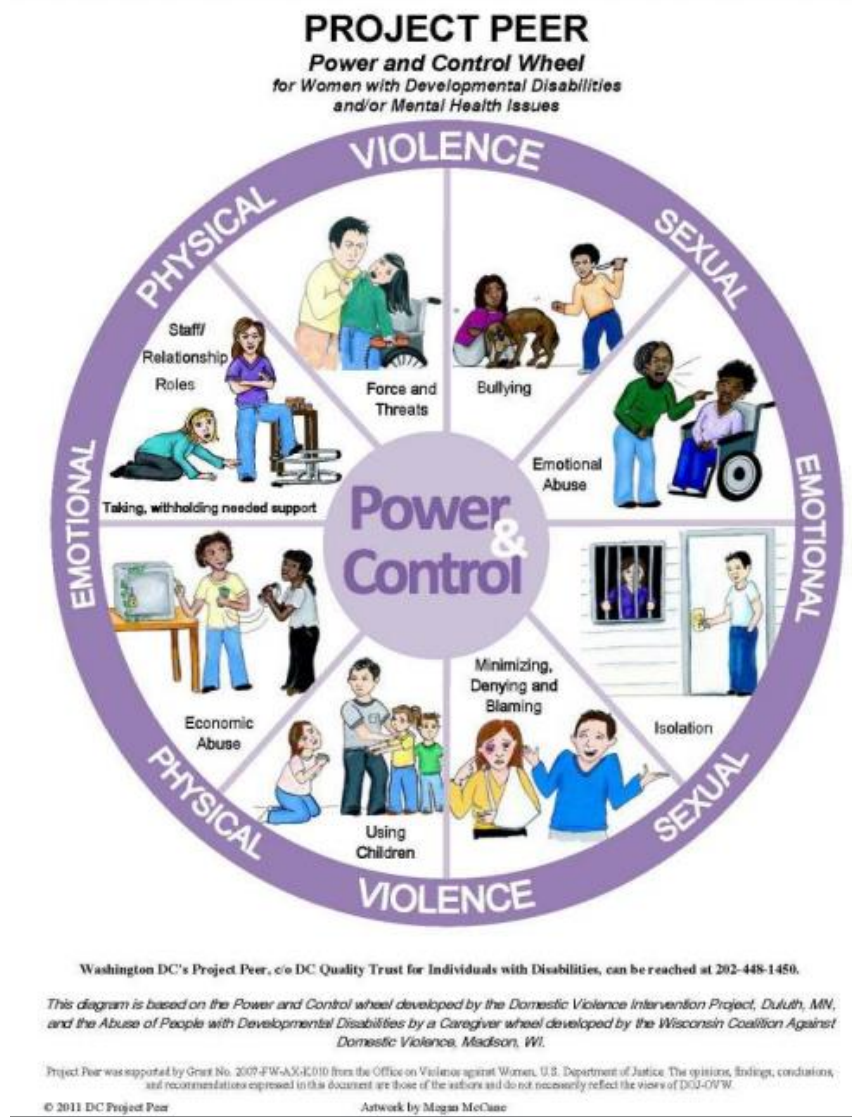 PROJECT PEER
Power and Control Wheel
for Women with Developmental Disabilities
and/or Mental Health Issues
VIOLENCE
PHYSICAL
SEXUAL
Staff/
Relationship
Roles
Force and
Threats
Bullying
Emotional
Abuse
EMOTIONAL
EMOTIONAL
Taking, withholding needed support
Power
&
Control
Minimizing,
Denying and
Blaming
Economic
Abuse
Isolation
PHYSICAL
SEXUAL
Using
Children
VIOLENCE
Washington DC's Project Peer, c/o DC Quality Trust for Individuals with Disabilities, can be reached at 202-448-1450.
This diagram is based on the Power and Control wheel developed by the Domestic Violence Intervention Project, Duluth, MN,
and the Abuse of People with Developmental Disabilities by a Caregiver wheel developed by the Wisconsin Coalition Against
Domestic Violence, Madison, WI.
Project Peer was supported by Grant No. 2007-FW-AX-K010 from the Office on Violence against Women, U.S. Department of Justice. The opinions, findings, conclusions,
and recommendations expressed in this document are those of the authors and do not necessarily reflect the views of DOJ-OVW.
© 2011 DC Project Peer
Artwork by Megan McCune